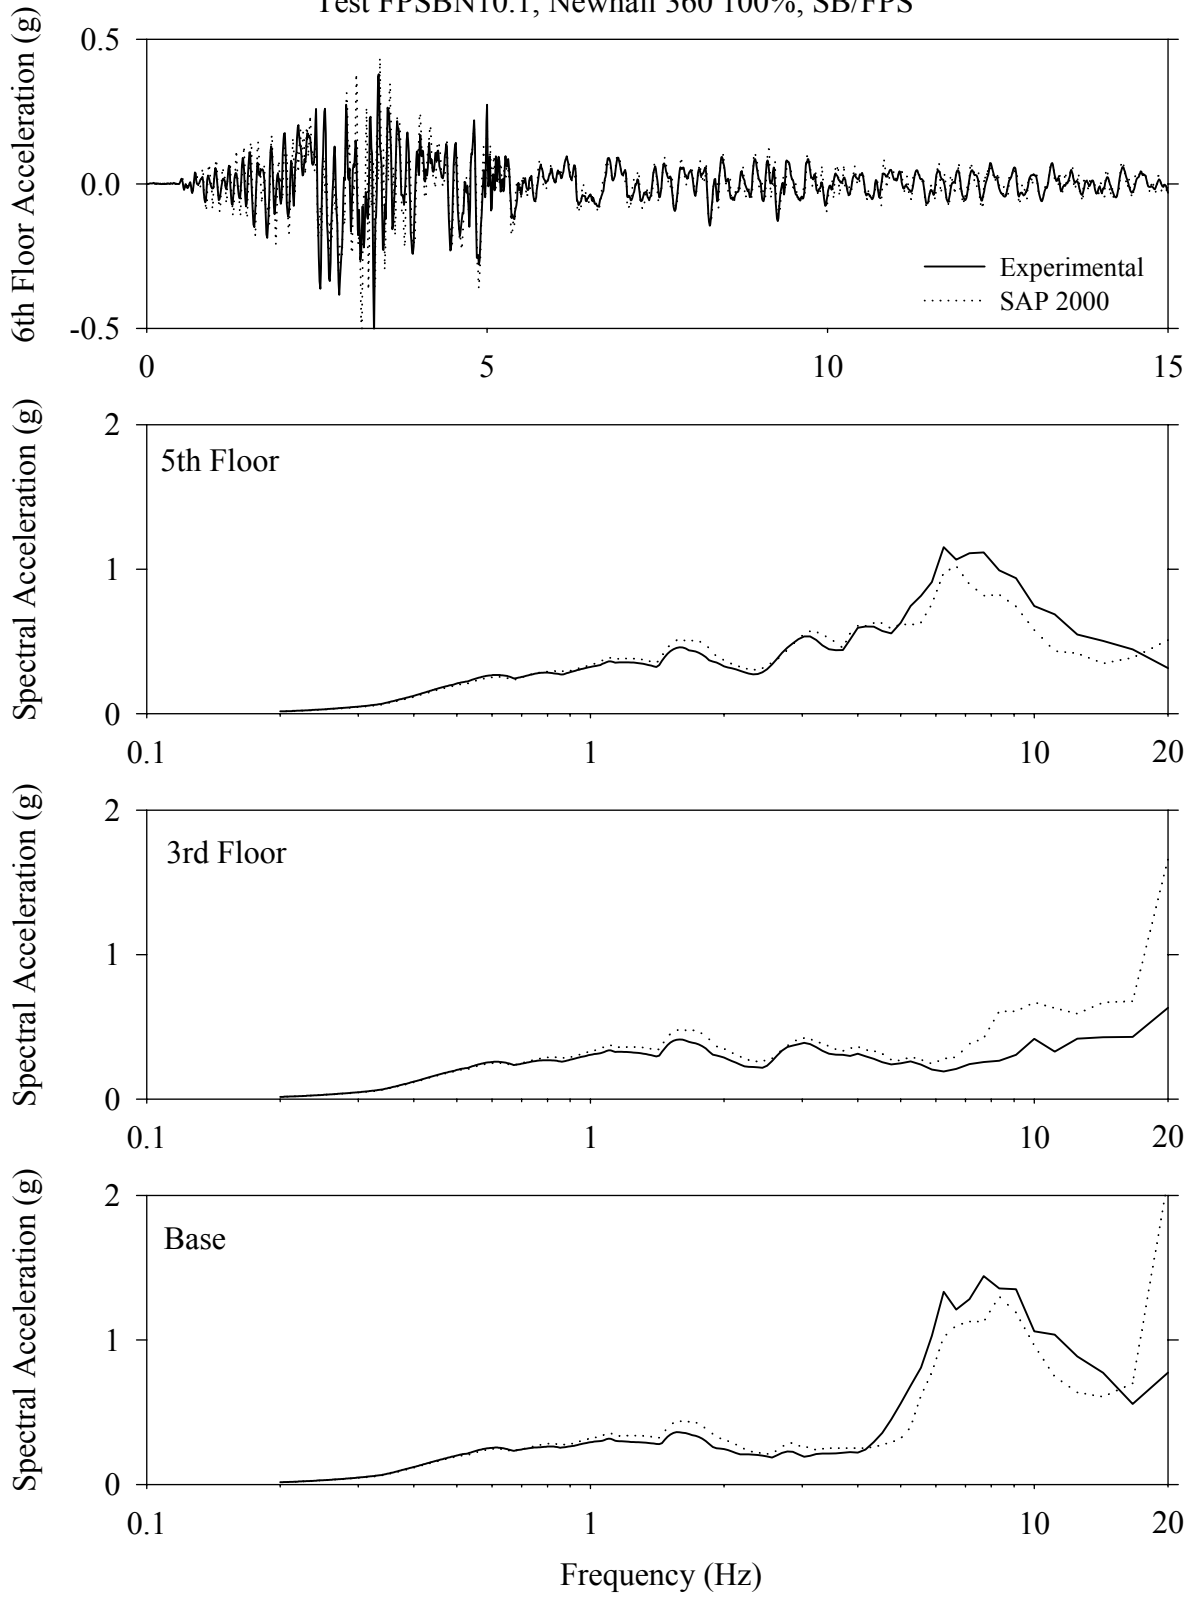 Test FPSBN10.1, Newhall 360 100%, SB/FPS
6th Floor Acceleration (g)
0.5
0.0
-0.5
Experimental
SAP 2000
0 5 10 15
Spectral Acceleration (g)
2
5th Floor
1
0
0.1 1 10 20
Spectral Acceleration (g)
2
3rd Floor
1
0
0.1 1 10 20
Spectral Acceleration (g)
2
Base
1
0
0.1 1 10 20
Frequency (Hz)